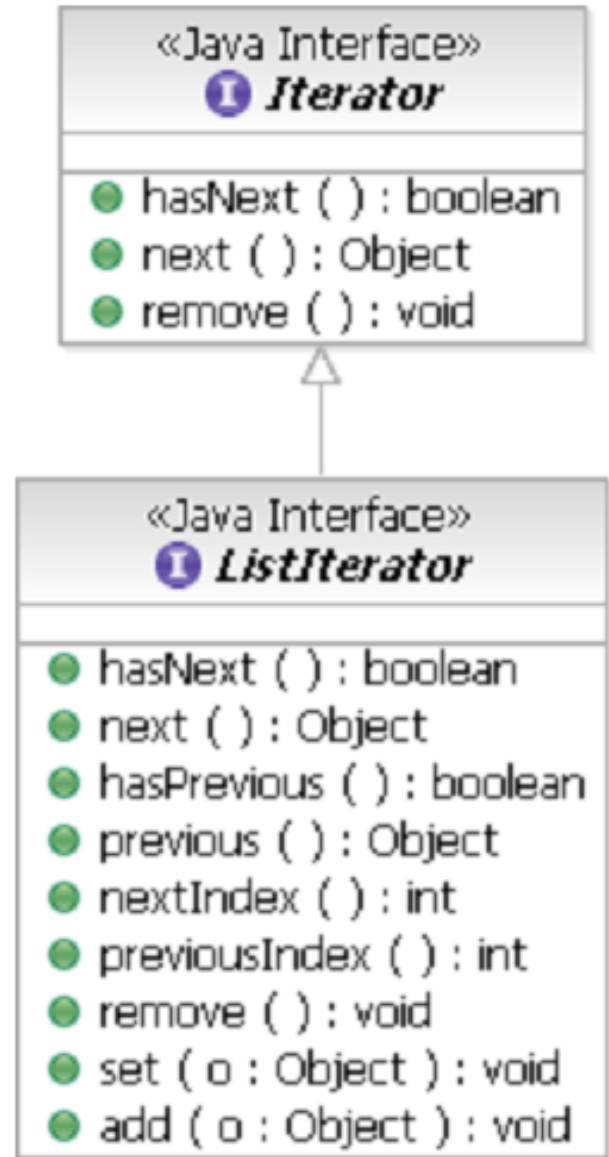 «Java Interface»
I Iterator
hasNext ( ) : boolean
next ( ) : Object
remove ( ) : void
«Java Interface»
I ListIterator
hasNext ( ) : boolean
next ( ) : Object
hasPrevious ( ) : boolean
previous ( ) : Object
nextIndex ( ) : int
previousIndex ( ) : int
remove ( ) : void
set ( o : Object ) : void
add ( o : Object ) : void